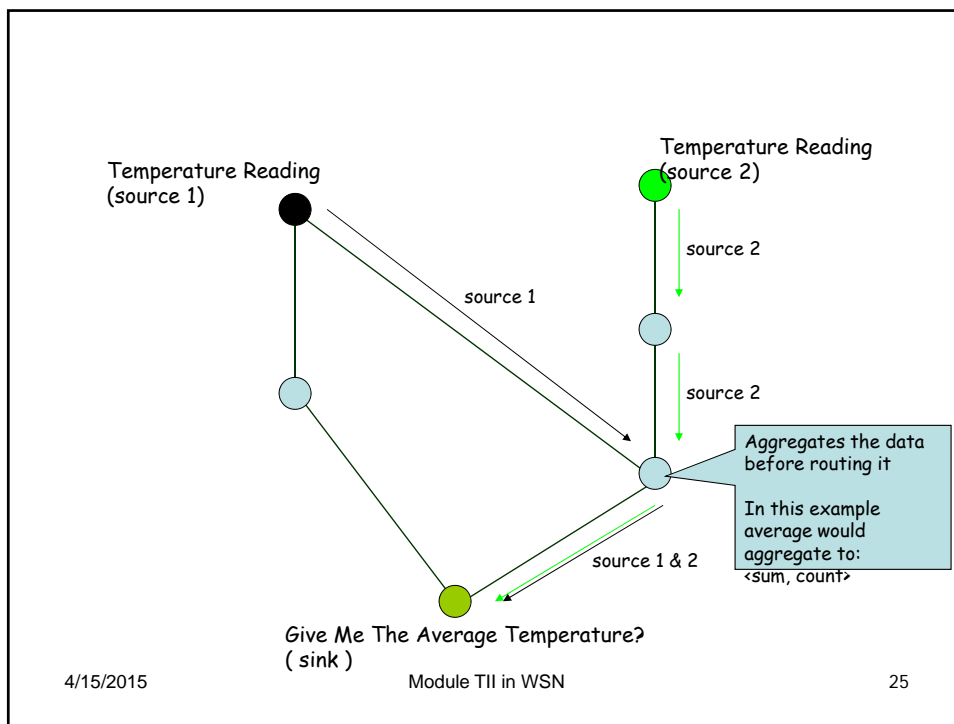 Temperature Reading
(source 1)
Temperature Reading
(source 2)
source 2
source 1
source 2
Aggregates the data
before routing it
In this example
average would
aggregate to:
<sum, count>
source 1 & 2
Give Me The Average Temperature?
( sink )
4/15/2015
Module TII in WSN
25